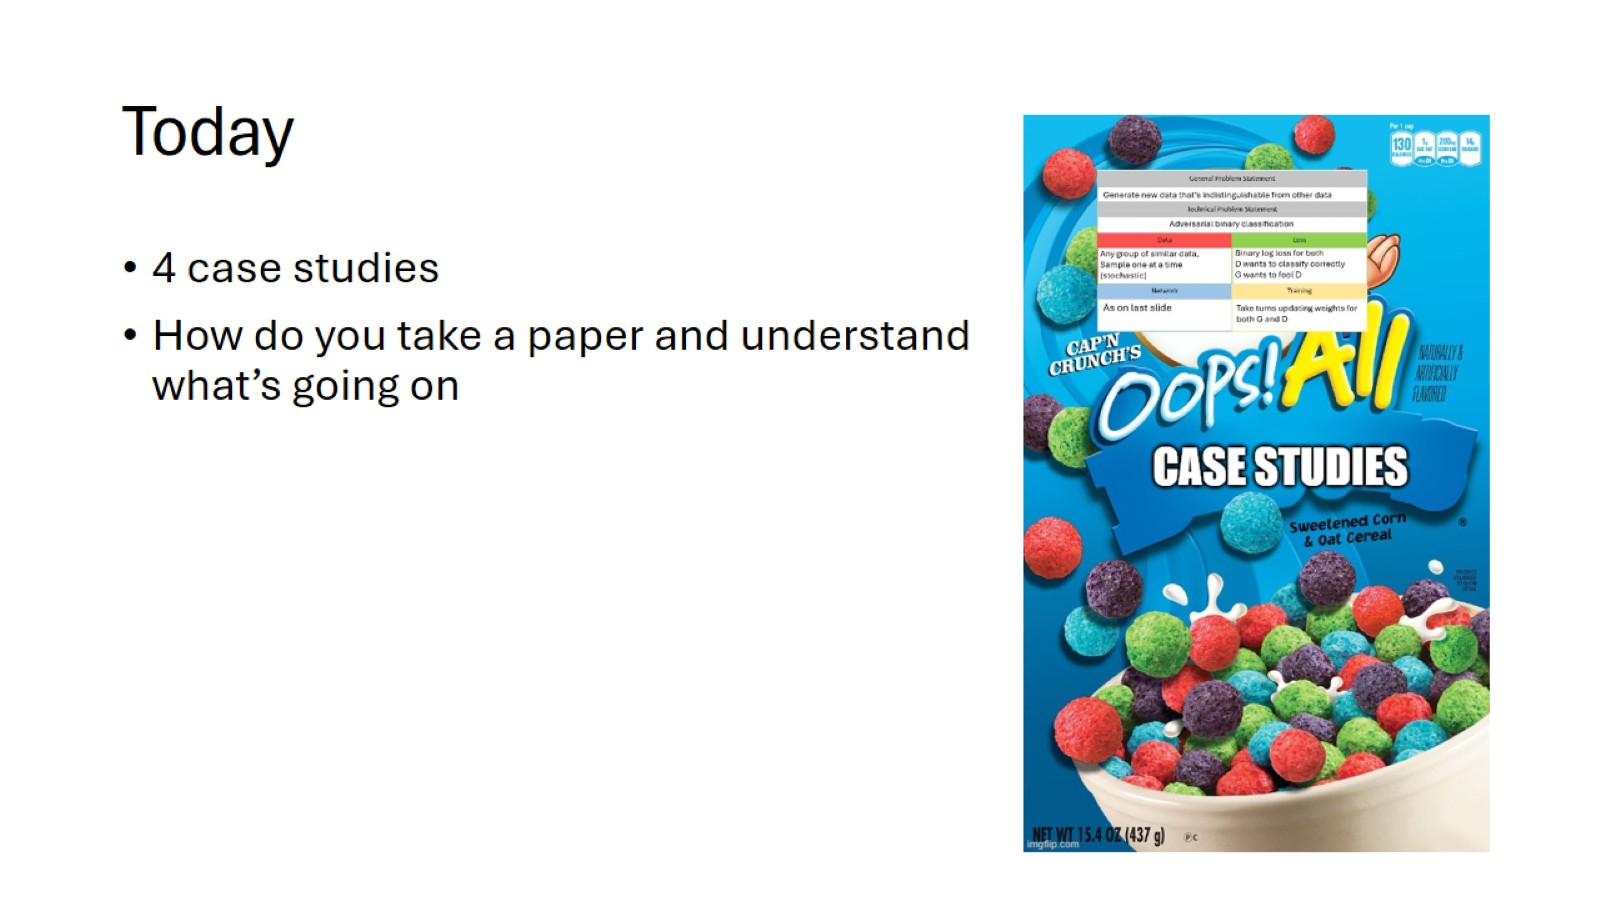 Today
• 4 case studies
• How do you take a paper and understand
what's going on
Per 1 cup
130
CALORIES
General Problem Statement
Generate new data that's indistinguishable from other data
Technical Problem Statement
Adversarial binary classification
Data
Loss
Any group of similar data,
Sample one at a time
(stochastic)
Binary log loss for both
D wants to classify correctly
G wants to fool D
Network
Training
As on last slide
Take turns updating weights for
both G and D
CAP'N
CRUNCH'S
OOPS! All
NATURALLY &
ARTIFICIALLY
FLAVORED
CASE STUDIES
Sweetened Corn
& Oat Cereal
®
NET WT 15.4 OZ (437 g)
imgflip.com